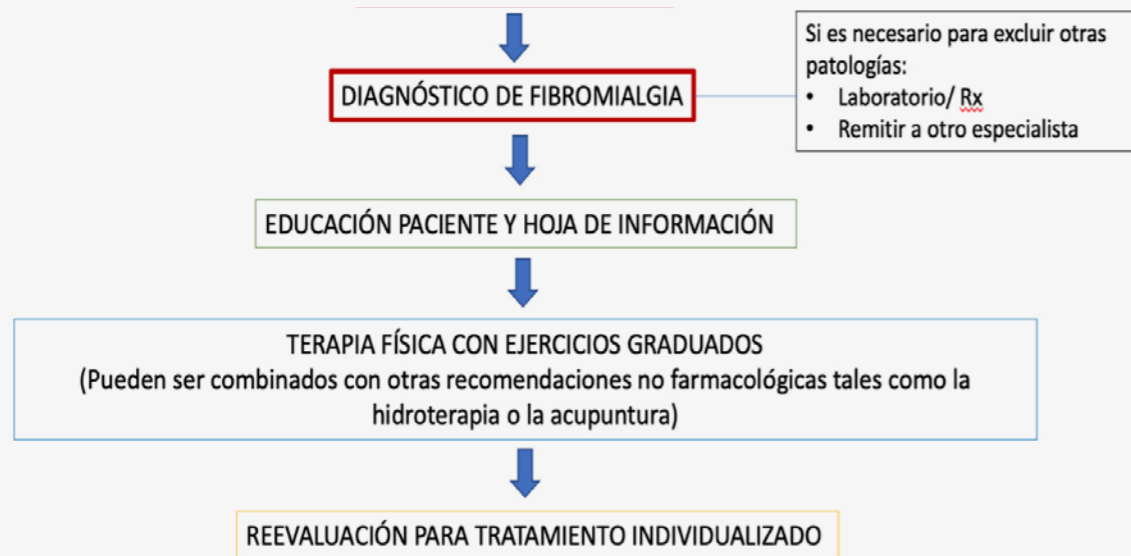 Si es necesario para excluir otras
patologías:
• Laboratorio/ Rx
• Remitir a otro especialista
DIAGNÓSTICO DE FIBROMIALGIA
EDUCACIÓN PACIENTE Y HOJA DE INFORMACIÓN
TERAPIA FÍSICA CON EJERCICIOS GRADUADOS
(Pueden ser combinados con otras recomendaciones no farmacológicas tales como la
hidroterapia o la acupuntura)
REEVALUACIÓN PARA TRATAMIENTO INDIVIDUALIZADO